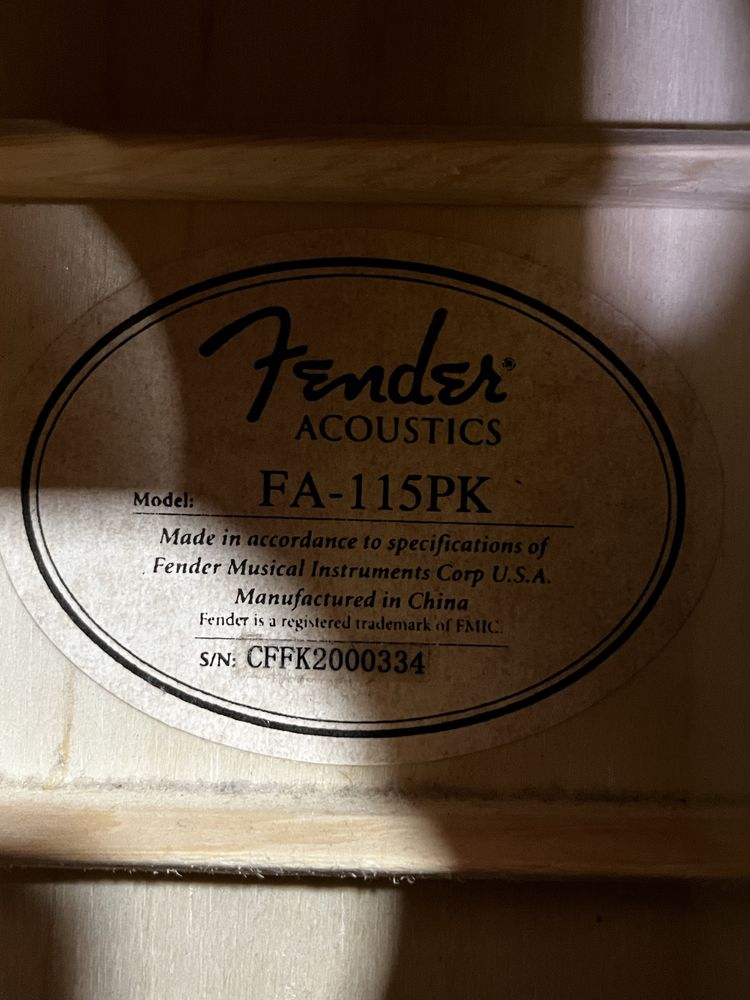 Fender®
ACOUSTICS
Model: FA-115PK
Made in accordance to specifications of
Fender Musical Instruments Corp U.S.A.
Manufactured in China
Fender is a registered trademark of FMIC.
S/N: CFFK2000334